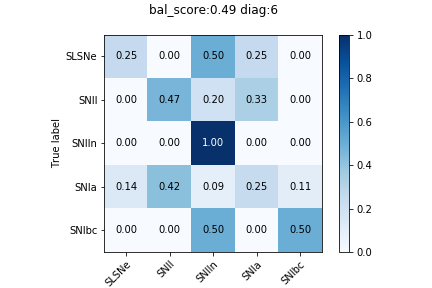 bal_score:0.49 diag:6
True label
SLSNe 0.25 0.00 0.50 0.25 0.00
SNII 0.00 0.47 0.20 0.33 0.00
SNIIn 0.00 0.00 1.00 0.00 0.00
SNIa 0.14 0.42 0.09 0.25 0.11
SNIbc 0.00 0.00 0.50 0.00 0.50
SLSNe SNII SNIIn SNIa SNIbc
1.0
0.8
0.6
0.4
0.2
0.0